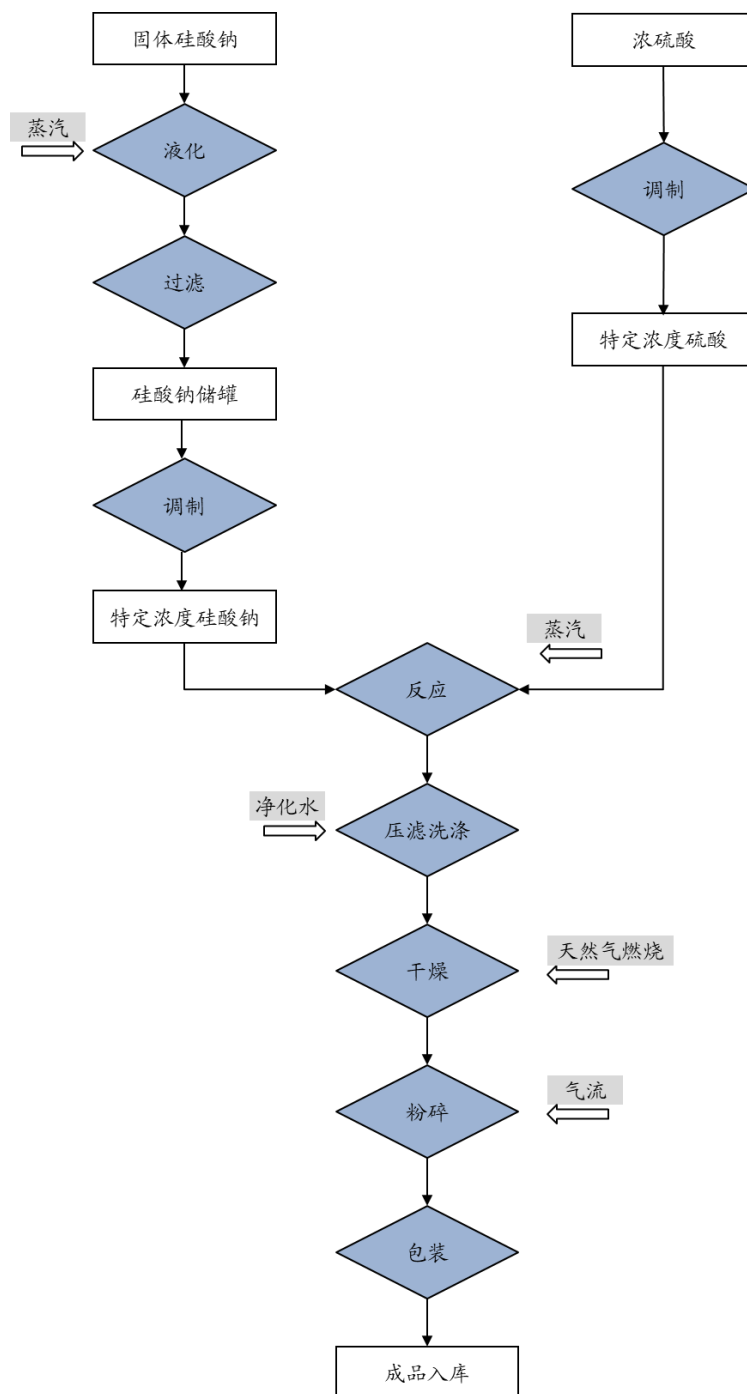 固体硅酸钠
浓硫酸
蒸汽
液化
调制
过滤
特定浓度硫酸
硅酸钠储罐
调制
特定浓度硅酸钠
蒸汽
反应
净化水
压滤洗涤
天然气燃烧
干燥
气流
粉碎
包装
成品入库